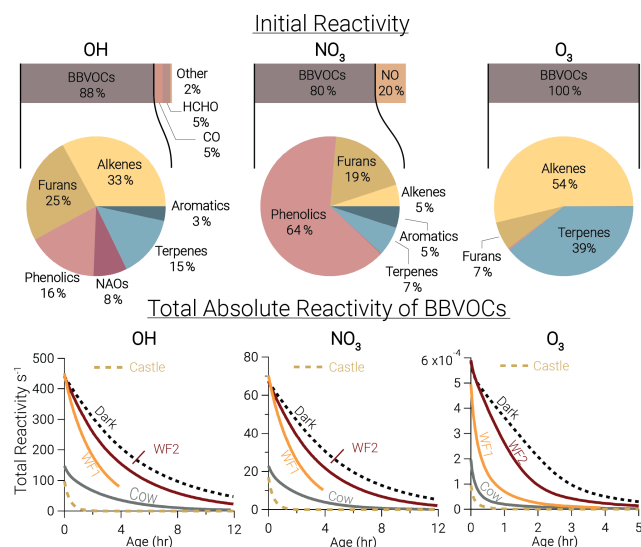 Initial Reactivity
OH
BBVOCs
88%
Other
2%
HCHO
5%
CO
5%
Alkenes
33%
Furans
25%
Aromatics
3%
Terpenes
15%
NAOs
8%
Phenolics
16%
NO3
BBVOCs
80%
NO
20%
Furans
19%
Alkenes
5%
Phenolics
64%
Aromatics
5%
Terpenes
7%
O3
BBVOCs
100%
Alkenes
54%
Terpenes
39%
Furans
7%
Total Absolute Reactivity of BBVOCs
OH
Total Reactivity s-1
500
400
300
200
100
0
Castle
Dark
WF2
WF1
Cow
0 4 8 12
Age (hr)
NO3
80
60
40
20
0
Castle
Dark
WF2
WF1
Cow
0 4 8 12
Age (hr)
O3
6 x10-4
5
4
3
2
1
0
Castle
Dark
WF2
WF1
Cow
0 1 2 3 4 5
Age (hr)